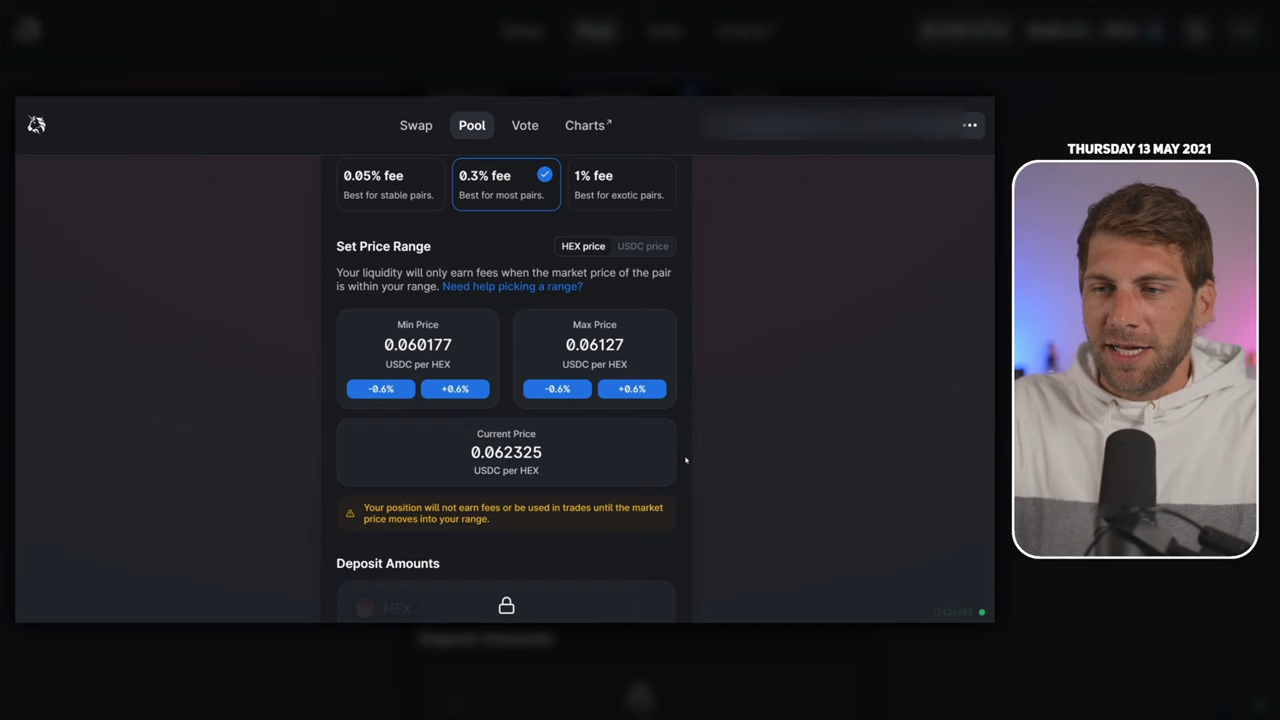 Swap Pool Vote Charts↗ •••
THURSDAY 13 MAY 2021
0.05% fee 0.3% fee 1% fee
Best for stable pairs. Best for most pairs. Best for exotic pairs.
Set Price Range HEX price USDC price
Your liquidity will only earn fees when the market price of the pair
is within your range. Need help picking a range?
Min Price Max Price
0.060177 0.06127
USDC per HEX USDC per HEX
-0.6% +0.6% -0.6% +0.6%
Current Price
0.062325
USDC per HEX
Your position will not earn fees or be used in trades until the market
price moves into your range.
Deposit Amounts
HEX